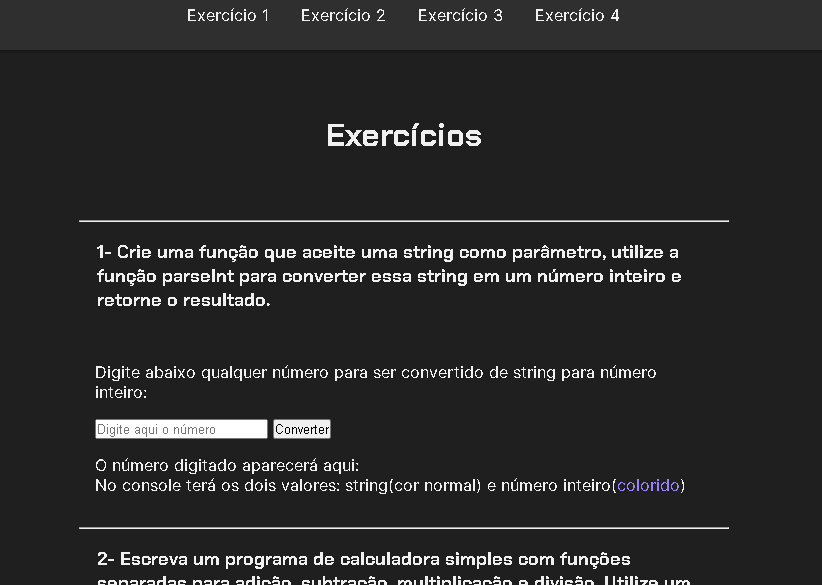 Exercício 1 Exercício 2 Exercício 3 Exercício 4
Exercícios
1- Crie uma função que aceite uma string como parâmetro, utilize a
função parseInt para converter essa string em um número inteiro e
retorne o resultado.
Digite abaixo qualquer número para ser convertido de string para número
inteiro:
Digite aqui o número Converter
O número digitado aparecerá aqui:
No console terá os dois valores: string(cor normal) e número inteiro(colorido)
2- Escreva um programa de calculadora simples com funções
separadas para adição, subtração, multiplicação e divisão. Utilize um